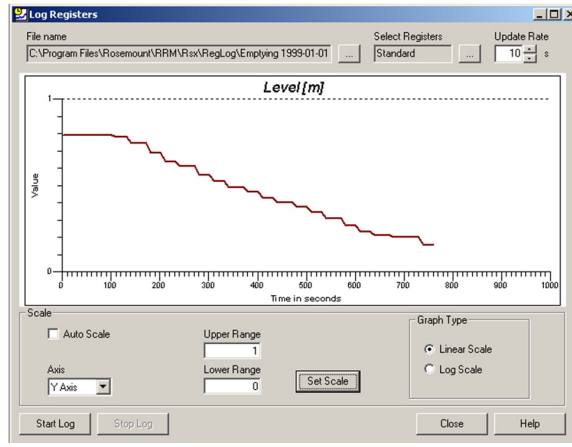 Log Registers
File name
Select Registers
Update Rate
C:\Program Files\Rosemount\RRM\Rsx\RegLog\Emptying 1999-01-01
...
Standard
...
10
s
Level [m]
1
Value
0
0 100 200 300 400 500 600 700 800 900 1000
Time in seconds
Scale
Auto Scale
Upper Range
1
Axis
Y Axis
Lower Range
0
Set Scale
Graph Type
Linear Scale
Log Scale
Start Log
Stop Log
Close
Help